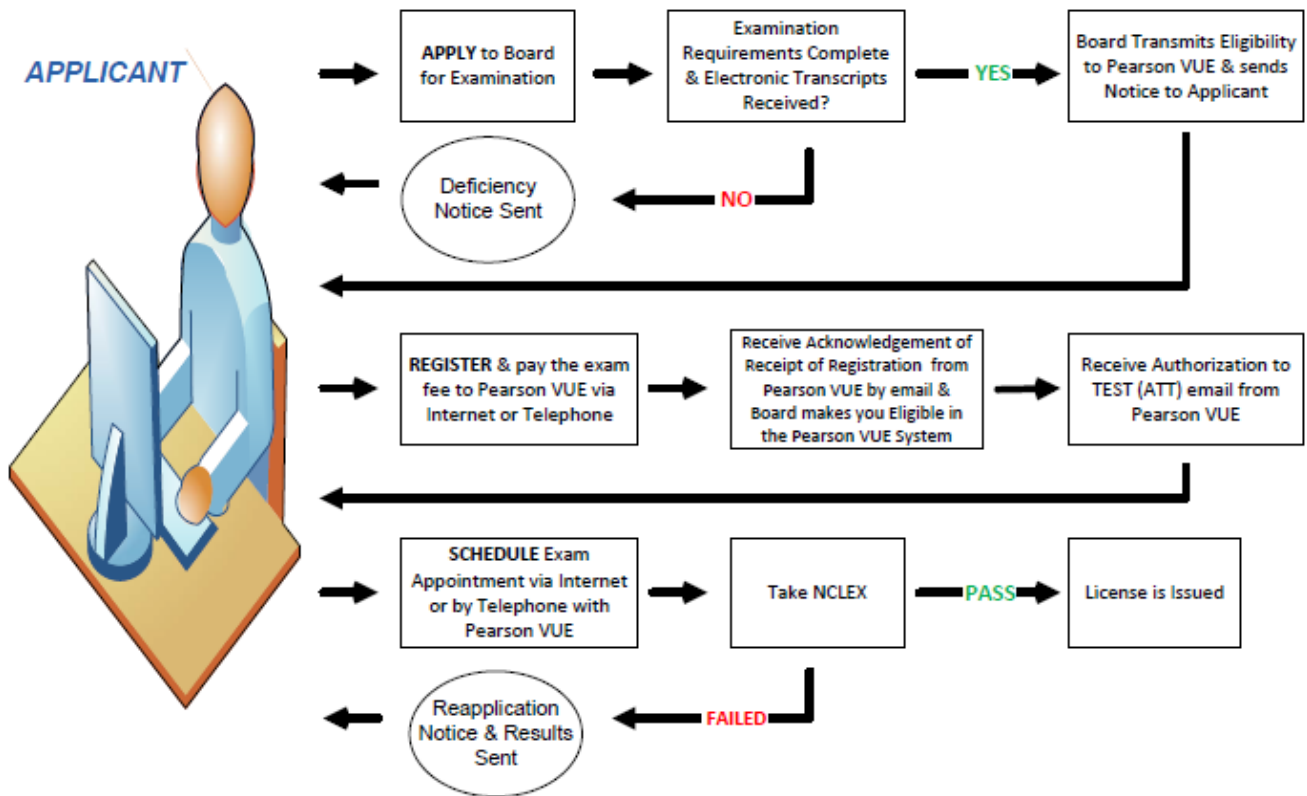 APPLICANT
APPLY to Board
for Examination
Examination
Requirements Complete
& Electronic Transcripts
Received?
YES
Board Transmits Eligibility
to Pearson VUE & sends
Notice to Applicant
Deficiency
Notice Sent
NO
REGISTER & pay the exam
fee to Pearson VUE via
Internet or Telephone
Receive Acknowledgement of
Receipt of Registration from
Pearson VUE by email &
Board makes you Eligible in
the Pearson VUE System
Receive Authorization to
TEST (ATT) email from
Pearson VUE
SCHEDULE Exam
Appointment via Internet
or by Telephone with
Pearson VUE
Take NCLEX
PASS
License is Issued
Reapplication
Notice & Results
Sent
FAILED